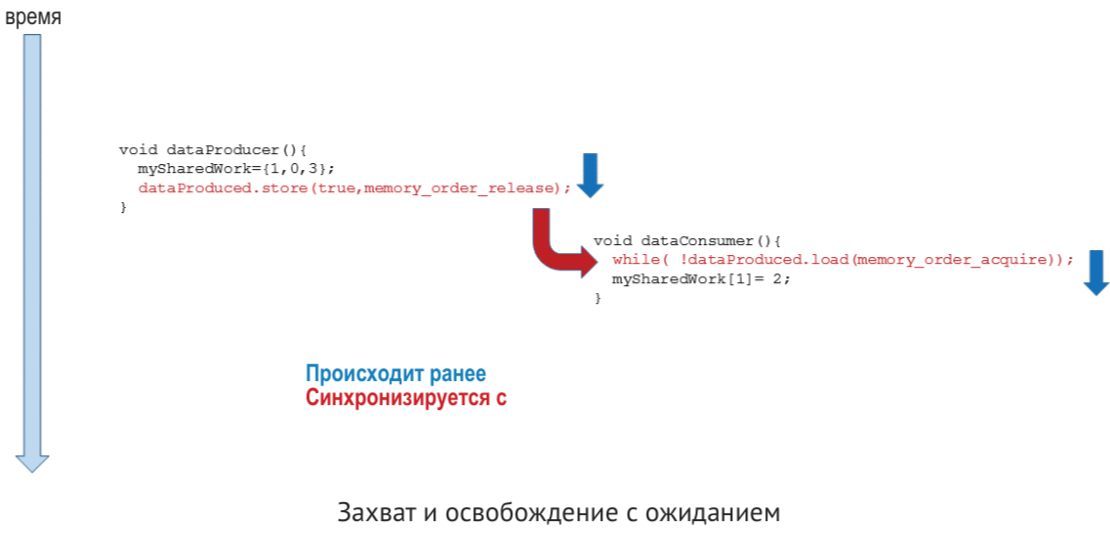 время
void dataProducer(){
  mySharedWork={1,0,3};
  dataProduced.store(true,memory_order_release);
}
void dataConsumer(){
  while( !dataProduced.load(memory_order_acquire));
  mySharedWork[1]= 2;
}
Происходит ранее
Синхронизируется с
Захват и освобождение с ожиданием